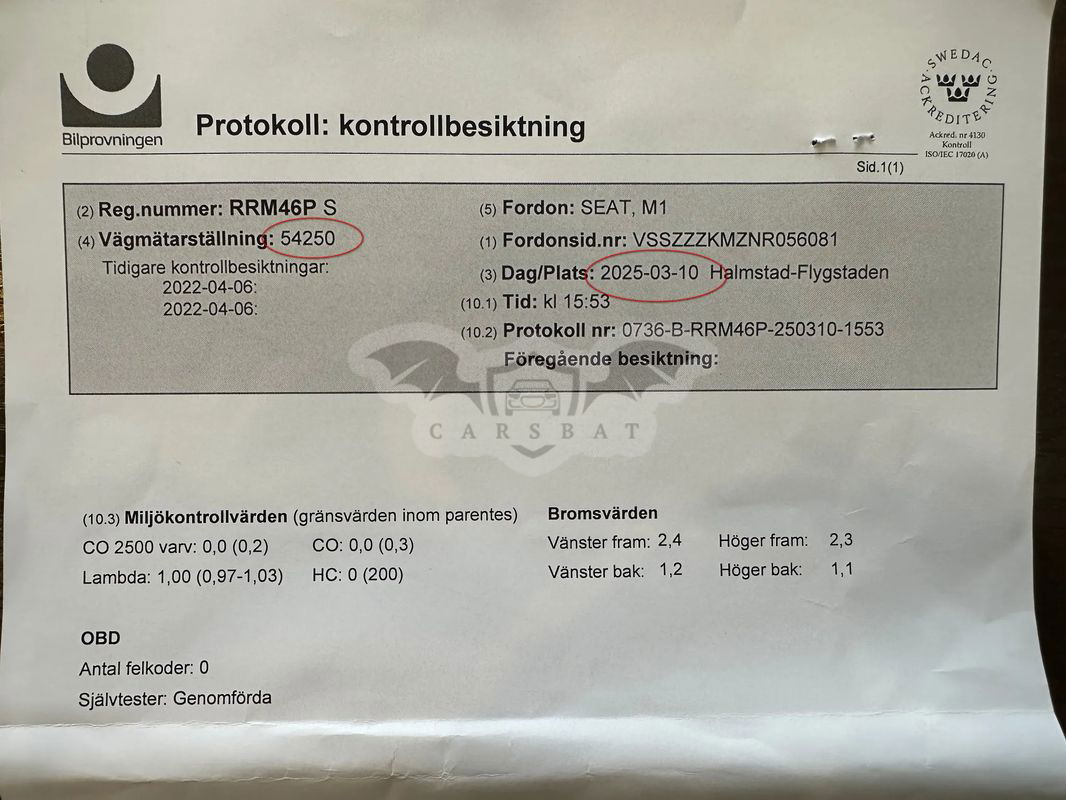 Bilprovningen
Protokoll: kontrollbesiktning
SWEDAC ACKREDITERING
Ackred. nr 4130
Kontroll
ISO/IEC 17020 (A)
Sid.1(1)
(2) Reg.nummer: RRM46P S
(4) Vägmätarställning: 54250
Tidigare kontrollbesiktningar:
2022-04-06:
2022-04-06:
(5) Fordon: SEAT, M1
(1) Fordonsid.nr: VSSZZZKMZNR056081
(3) Dag/Plats: 2025-03-10 Halmstad-Flygstaden
(10.1) Tid: kl 15:53
(10.2) Protokoll nr: 0736-B-RRM46P-250310-1553
Föregående besiktning:
CARSBAT
(10.3) Miljökontrollvärden (gränsvärden inom parentes)
CO 2500 varv: 0,0 (0,2) CO: 0,0 (0,3)
Lambda: 1,00 (0,97-1,03) HC: 0 (200)
Bromsvärden
Vänster fram: 2,4 Höger fram: 2,3
Vänster bak: 1,2 Höger bak: 1,1
OBD
Antal felkoder: 0
Självtester: Genomförda